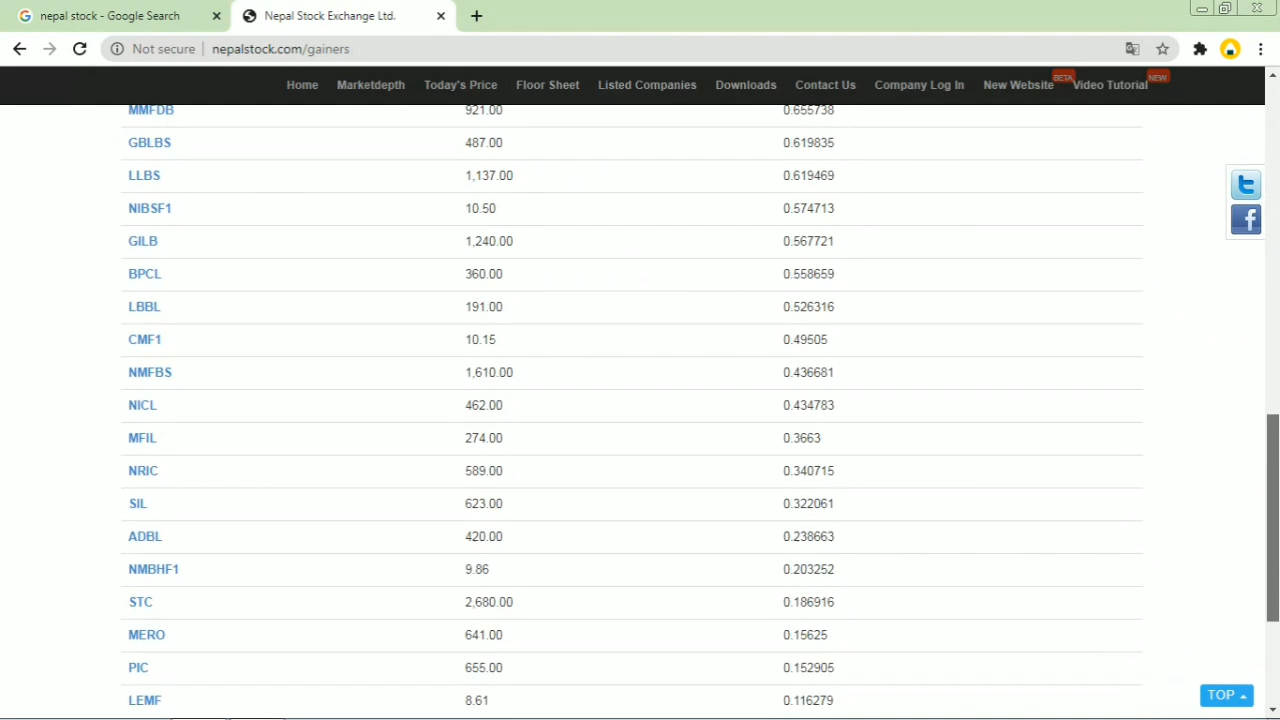 nepal stock - Google Search
Nepal Stock Exchange Ltd.
Not secure | nepalstock.com/gainers
Home Marketdepth Today's Price Floor Sheet Listed Companies Downloads Contact Us Company Log In New Website BETA Video Tutorial NEW
MMFDB 921.00 0.655738
GBLBS 487.00 0.619835
LLBS 1,137.00 0.619469
NIBSF1 10.50 0.574713
GILB 1,240.00 0.567721
BPCL 360.00 0.558659
LBBL 191.00 0.526316
CMF1 10.15 0.49505
NMFBS 1,610.00 0.436681
NICL 462.00 0.434783
MFIL 274.00 0.3663
NRIC 589.00 0.340715
SIL 623.00 0.322061
ADBL 420.00 0.238663
NMBHF1 9.86 0.203252
STC 2,680.00 0.186916
MERO 641.00 0.15625
PIC 655.00 0.152905
LEMF 8.61 0.116279
TOP